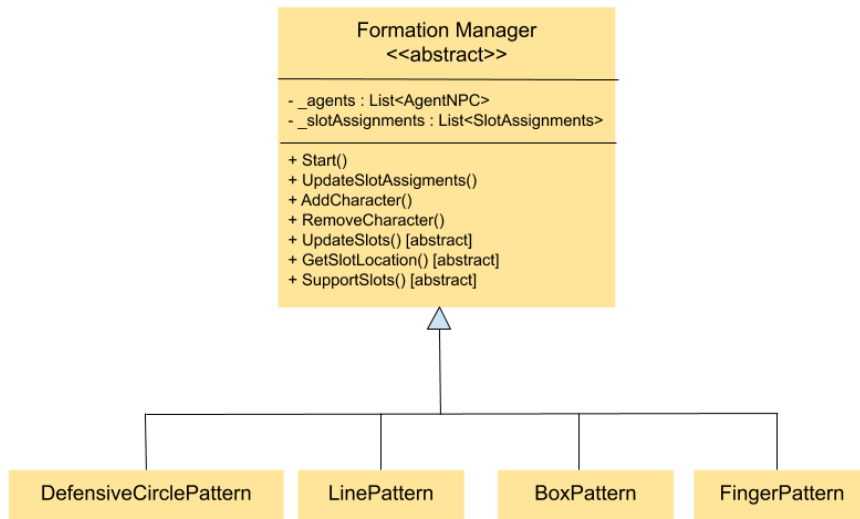 Formation Manager
<<abstract>>
- _agents : List<AgentNPC>
- _slotAssignments : List<SlotAssignments>
+ Start()
+ UpdateSlotAssigments()
+ AddCharacter()
+ RemoveCharacter()
+ UpdateSlots() [abstract]
+ GetSlotLocation() [abstract]
+ SupportSlots() [abstract]
DefensiveCirclePattern
LinePattern
BoxPattern
FingerPattern